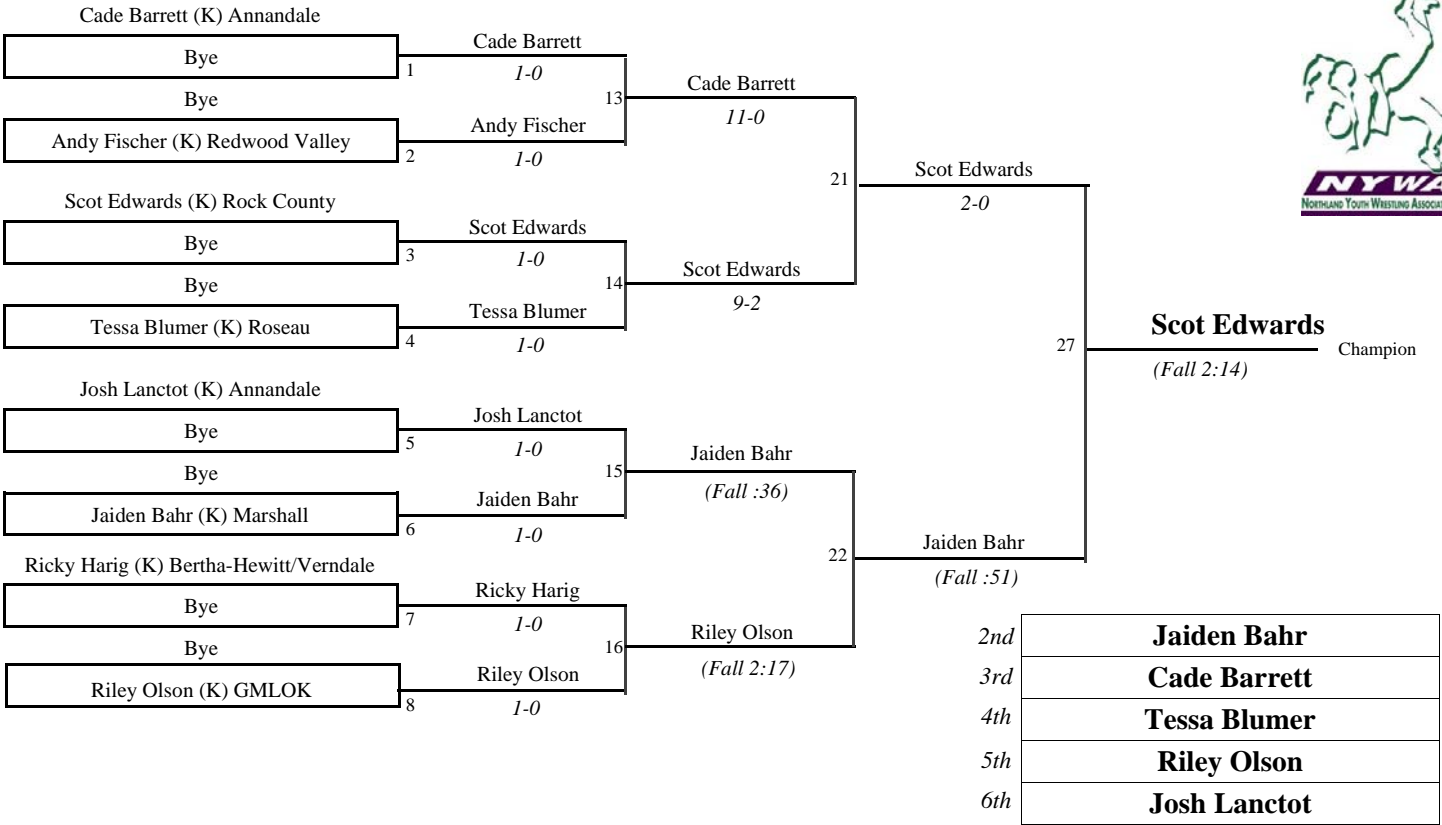 Cade Barrett (K) Annandale
Bye
1
Bye
Andy Fischer (K) Redwood Valley
2
Scot Edwards (K) Rock County
Bye
3
Bye
Tessa Blumer (K) Roseau
4
Josh Lanctot (K) Annandale
Bye
5
Bye
Jaiden Bahr (K) Marshall
6
Ricky Harig (K) Bertha-Hewitt/Verndale
Bye
7
Bye
Riley Olson (K) GMLOK
8
Cade Barrett
1-0
13
Andy Fischer
1-0
Scot Edwards
1-0
14
Tessa Blumer
1-0
Josh Lanctot
1-0
15
Jaiden Bahr
1-0
Ricky Harig
1-0
16
Riley Olson
1-0
Cade Barrett
11-0
21
Scot Edwards
9-2
Jaiden Bahr
(Fall :36)
22
Riley Olson
(Fall 2:17)
Scot Edwards
2-0
27
Jaiden Bahr
(Fall :51)
Scot Edwards
Champion
(Fall 2:14)
NYWA
NORTHLAND YOUTH WRESTLING
2nd Jaiden Bahr
3rd Cade Barrett
4th Tessa Blumer
5th Riley Olson
6th Josh Lanctot